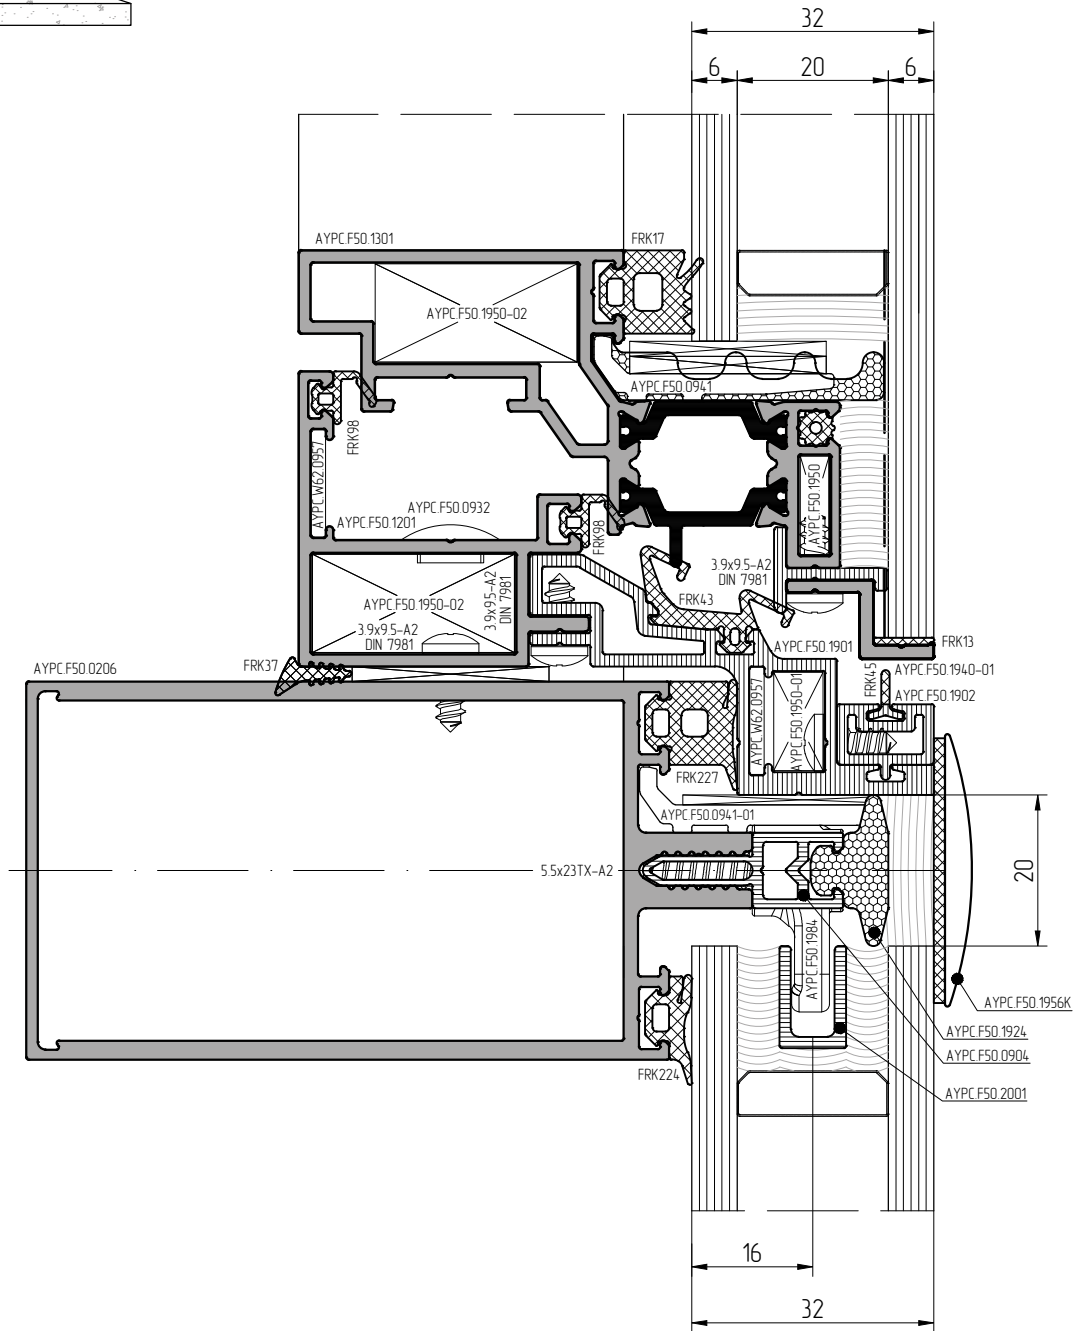 32
6 20 6
AYPC.F50.1301
FRK17
AYPC.F50.1950-02
AYPC.F50.0941
FRK98
AYPC.W62.0957
AYPC.F50.0932
AYPC.F50.1201
FRK98
AYPC.F50.1950
3.9x9.5-A2
DIN 7981
3.9x9.5-A2
DIN 7981
AYPC.F50.1950-02
3.9x9.5-A2
DIN 7981
FRK43
FRK13
AYPC.F50.1901
AYPC.F50.0206
FRK37
FRK45
AYPC.F50.1940-01
AYPC.F50.1902
AYPC.W62.0957
AYPC.F50.1950-01
FRK227
AYPC.F50.0941-01
5.5x23TX-A2
20
AYPC.F50.1984
AYPC.F50.1956K
AYPC.F50.1924
AYPC.F50.0904
FRK224
AYPC.F50.2001
16
32